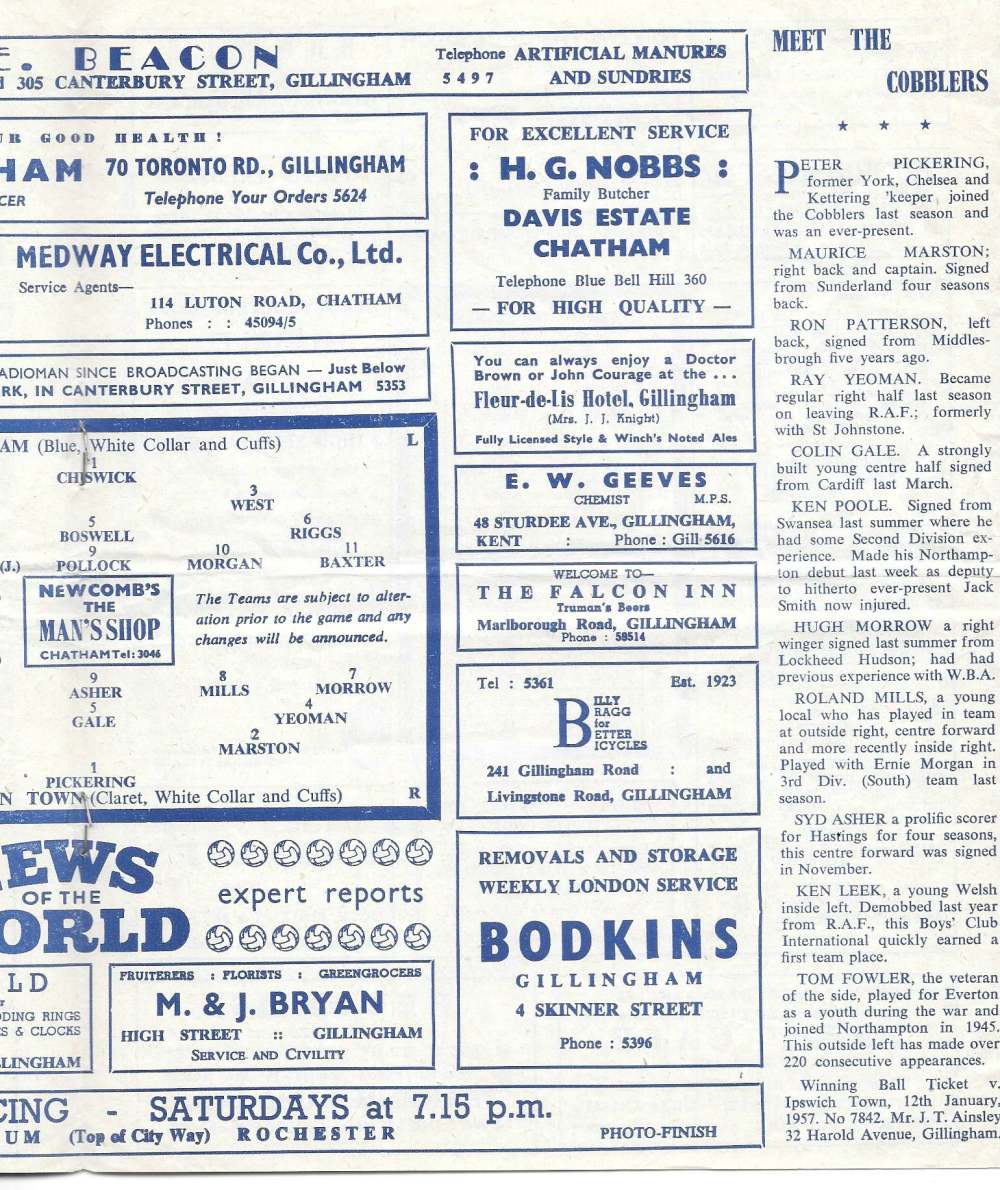 E. BEACON
305 CANTERBURY STREET, GILLINGHAM
Telephone ARTIFICIAL MANURES
5497 AND SUNDRIES
UR GOOD HEALTH!
HAM 70 TORONTO RD., GILLINGHAM
CER Telephone Your Orders 5624
MEDWAY ELECTRICAL Co., Ltd.
Service Agents—
114 LUTON ROAD, CHATHAM
Phones : : 45094/5
ADIOMAN SINCE BROADCASTING BEGAN — Just Below
RK, IN CANTERBURY STREET, GILLINGHAM 5353
AM (Blue, White Collar and Cuffs) L
1
CHISWICK
3
WEST
5 6
BOSWELL RIGGS
9 10 11
(J.) POLLOCK MORGAN BAXTER
NEWCOMB'S
THE
MAN'S SHOP
CHATHAM Tel: 3046
The Teams are subject to alter-
ation prior to the game and any
changes will be announced.
9 8 7
ASHER MILLS MORROW
5 4
GALE YEOMAN
2
MARSTON
1
PICKERING
N TOWN (Claret, White Collar and Cuffs) R
EWS
OF THE
ORLD
expert reports
LD
DDING RINGS
S & CLOCKS
LLINGHAM
FRUITERERS : FLORISTS : GREENGROCERS
M. & J. BRYAN
HIGH STREET :: GILLINGHAM
SERVICE AND CIVILITY
CING - SATURDAYS at 7.15 p.m.
UM (Top of City Way) ROCHESTER PHOTO-FINISH
FOR EXCELLENT SERVICE
: H. G. NOBBS :
Family Butcher
DAVIS ESTATE
CHATHAM
Telephone Blue Bell Hill 360
— FOR HIGH QUALITY —
You can always enjoy a Doctor
Brown or John Courage at the ...
Fleur-de-Lis Hotel, Gillingham
(Mrs. J. J. Knight)
Fully Licensed Style & Winch's Noted Ales
E. W. GEEVES
CHEMIST M.P.S.
48 STURDEE AVE., GILLINGHAM,
KENT : Phone : Gill 5616
WELCOME TO—
THE FALCON INN
Truman's Beers
Marlborough Road, GILLINGHAM
Phone : 58514
Tel : 5361 Est. 1923
BILLY
RAGG
for
ETTER
ICYCLES
241 Gillingham Road : and
Livingstone Road, GILLINGHAM
REMOVALS AND STORAGE
WEEKLY LONDON SERVICE
BODKINS
GILLINGHAM
4 SKINNER STREET
Phone : 5396
MEET THE
COBBLERS
PETER PICKERING,
former York, Chelsea and
Kettering 'keeper joined
the Cobblers last season and
was an ever-present.
MAURICE MARSTON;
right back and captain. Signed
from Sunderland four seasons
back.
RON PATTERSON, left
back, signed from Middles-
brough five years ago.
RAY YEOMAN. Became
regular right half last season
on leaving R.A.F.; formerly
with St Johnstone.
COLIN GALE. A strongly
built young centre half signed
from Cardiff last March.
KEN POOLE. Signed from
Swansea last summer where he
had some Second Division ex-
perience. Made his Northamp-
ton debut last week as deputy
to hitherto ever-present Jack
Smith now injured.
HUGH MORROW a right
winger signed last summer from
Lockheed Hudson; had had
previous experience with W.B.A.
ROLAND MILLS, a young
local who has played in team
at outside right, centre forward
and more recently inside right.
Played with Ernie Morgan in
3rd Div. (South) team last
season.
SYD ASHER a prolific scorer
for Hastings for four seasons,
this centre forward was signed
in November.
KEN LEEK, a young Welsh
inside left. Demobbed last year
from R.A.F., this Boys' Club
International quickly earned a
first team place.
TOM FOWLER, the veteran
of the side, played for Everton
as a youth during the war and
joined Northampton in 1945.
This outside left has made over
220 consecutive appearances.
Winning Ball Ticket v.
Ipswich Town, 12th January,
1957. No 7842. Mr. J. T. Ainsley
32 Harold Avenue, Gillingham.